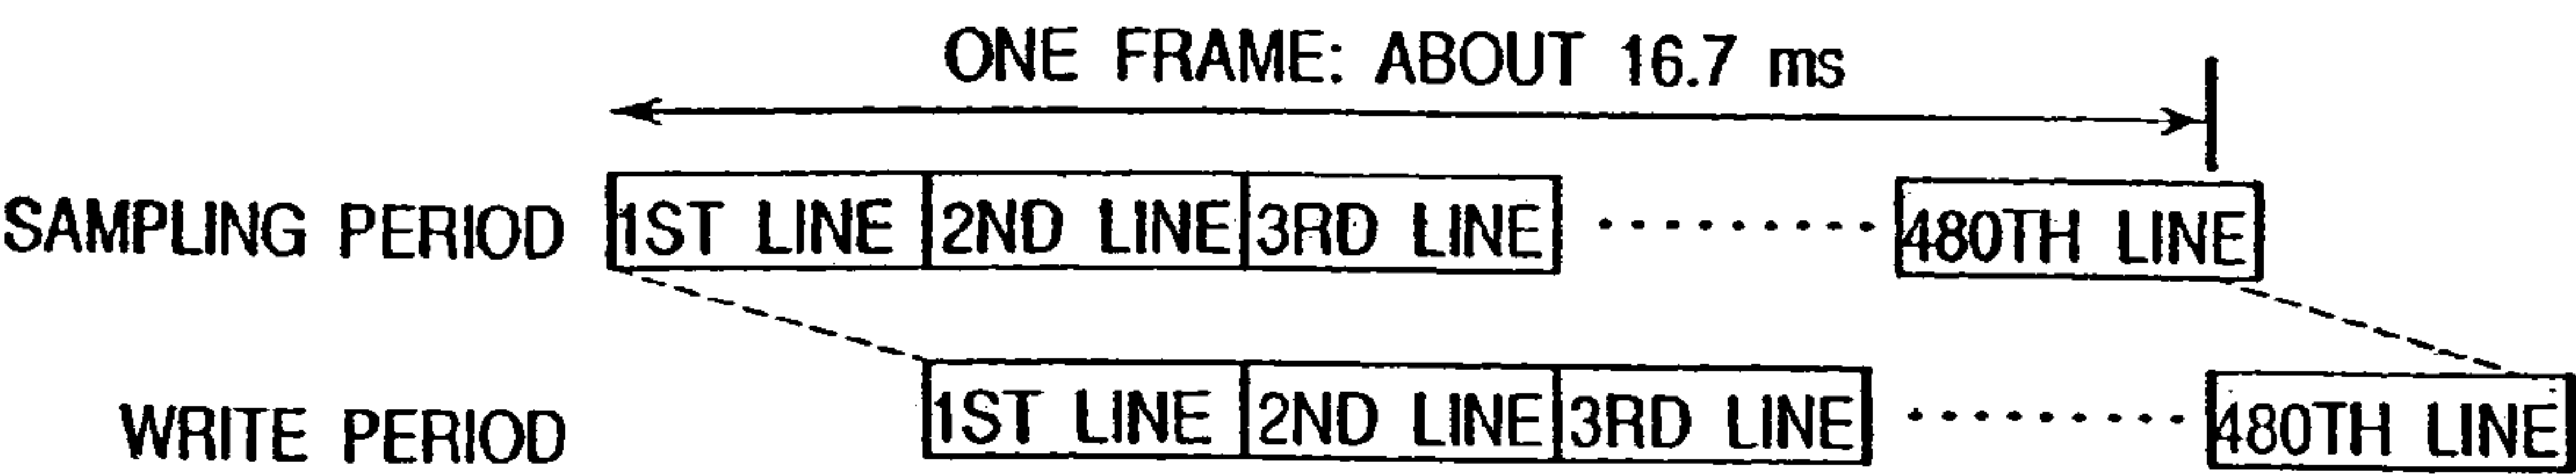 ONE FRAME: ABOUT 16.7 ms
SAMPLING PERIOD 1ST LINE 2ND LINE 3RD LINE ......... 480TH LINE
WRITE PERIOD 1ST LINE 2ND LINE 3RD LINE ......... 480TH LINE